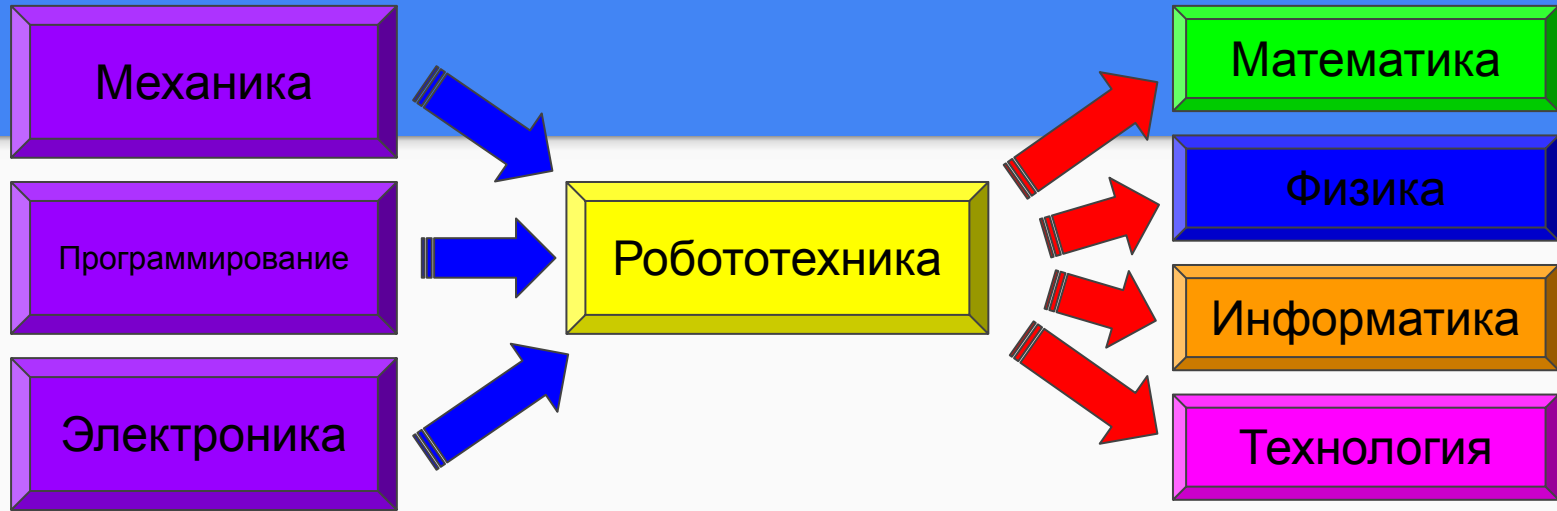 Механика
Программирование
Электроника
Робототехника
Математика
Физика
Информатика
Технология